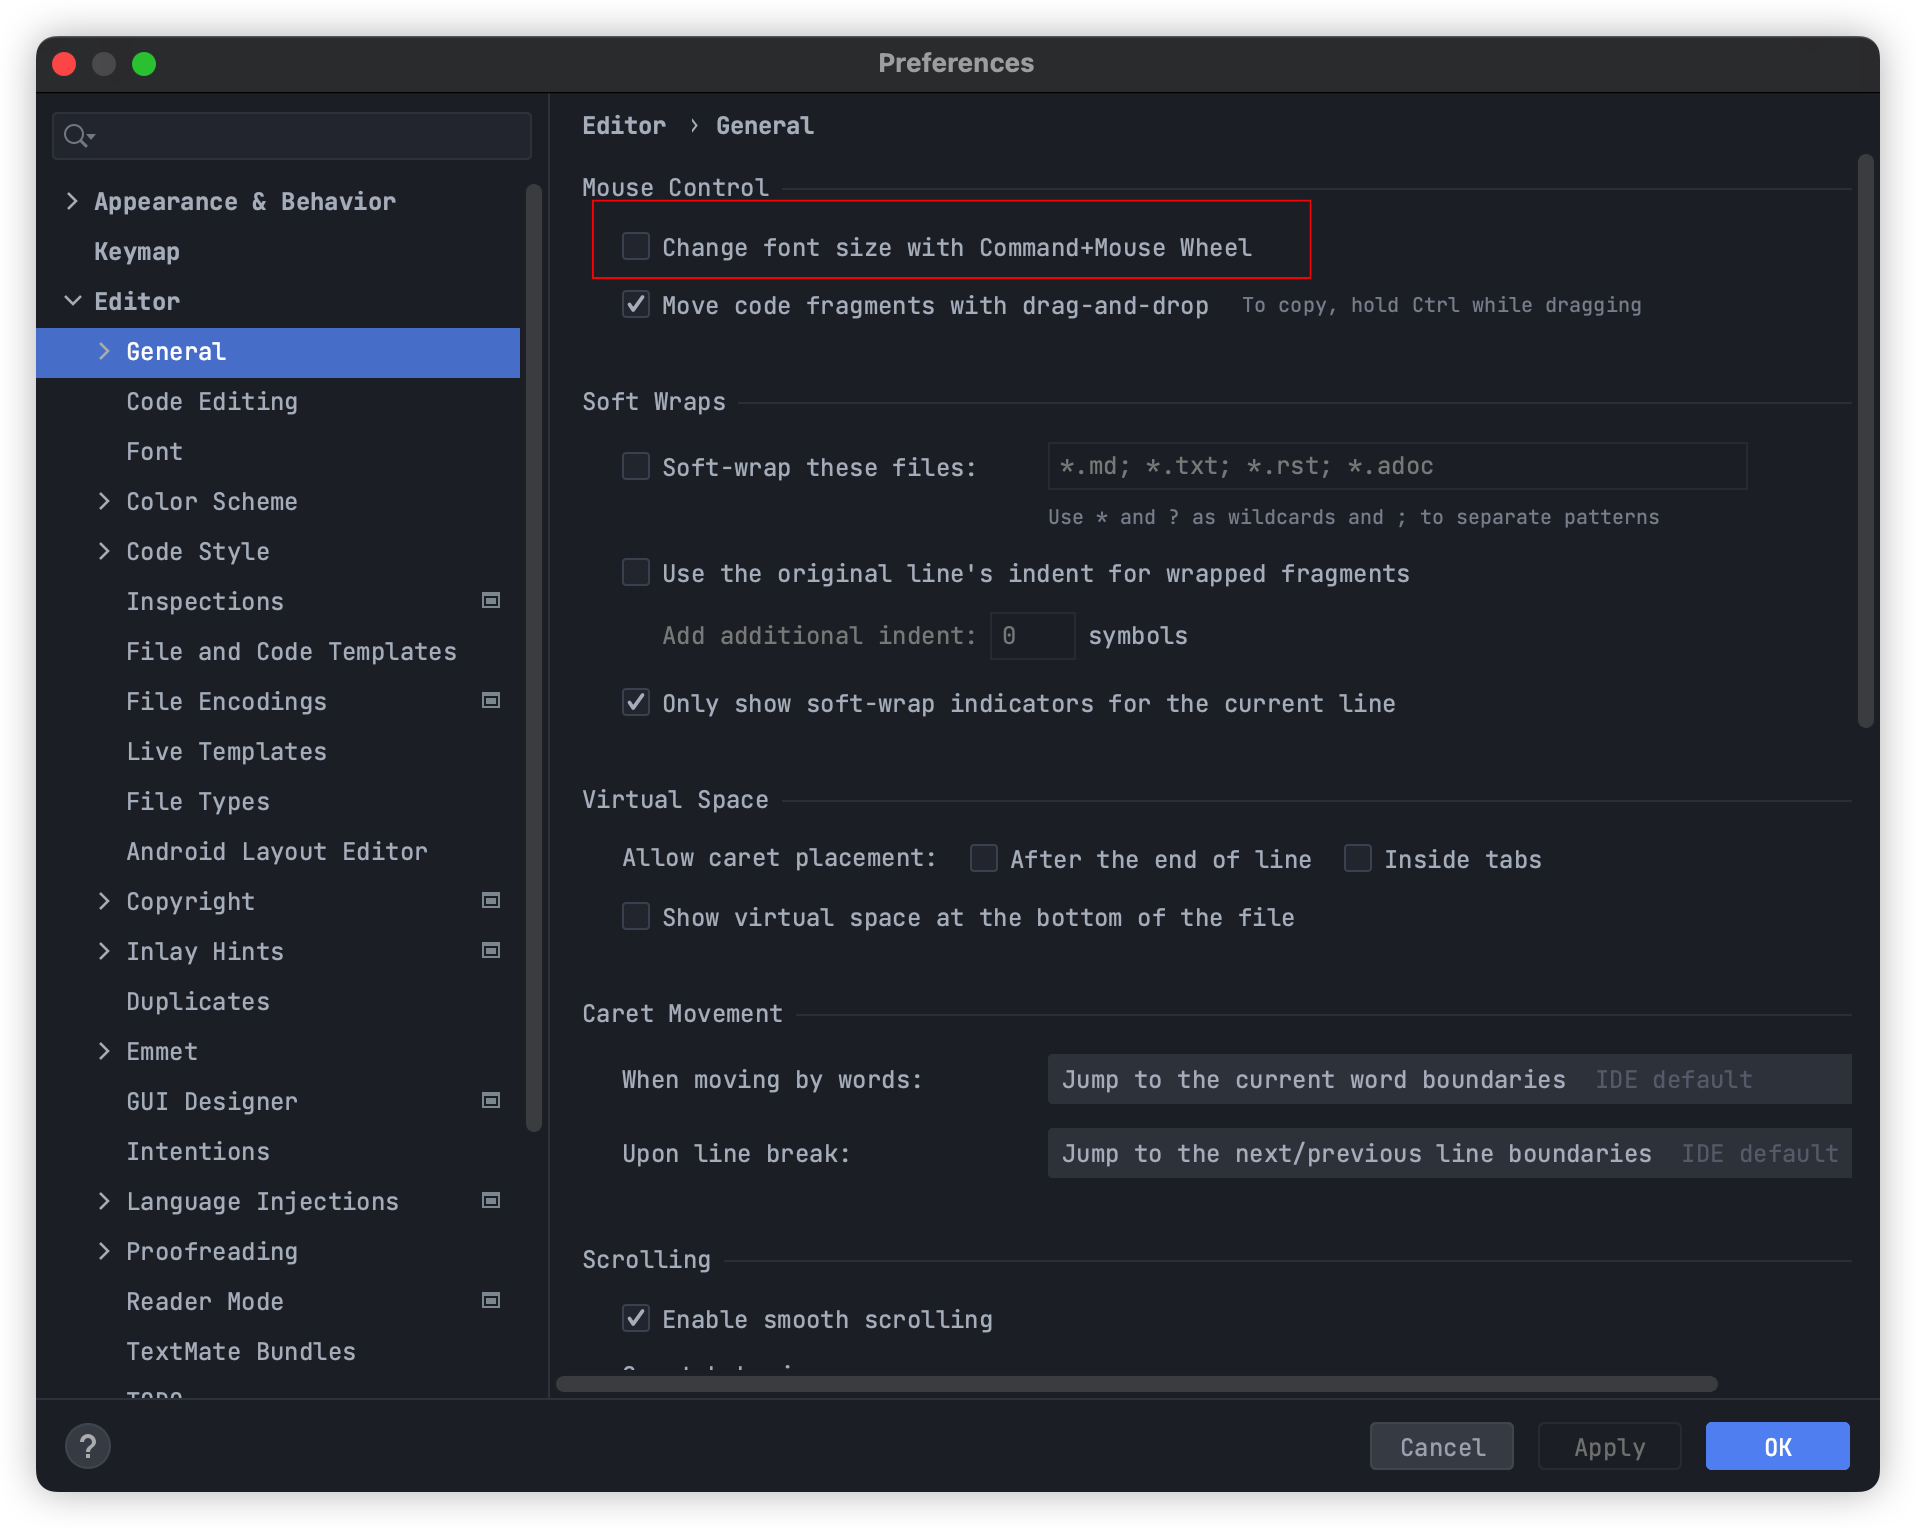 Preferences
Appearance & Behavior
Keymap
Editor
General
Code Editing
Font
Color Scheme
Code Style
Inspections
File and Code Templates
File Encodings
Live Templates
File Types
Android Layout Editor
Copyright
Inlay Hints
Duplicates
Emmet
GUI Designer
Intentions
Language Injections
Proofreading
Reader Mode
TextMate Bundles
Editor › General
Mouse Control
Change font size with Command+Mouse Wheel
Move code fragments with drag-and-drop To copy, hold Ctrl while dragging
Soft Wraps
Soft-wrap these files: *.md; *.txt; *.rst; *.adoc
Use * and ? as wildcards and ; to separate patterns
Use the original line's indent for wrapped fragments
Add additional indent: 0 symbols
Only show soft-wrap indicators for the current line
Virtual Space
Allow caret placement: After the end of line Inside tabs
Show virtual space at the bottom of the file
Caret Movement
When moving by words: Jump to the current word boundaries IDE default
Upon line break: Jump to the next/previous line boundaries IDE default
Scrolling
Enable smooth scrolling
?
Cancel Apply OK